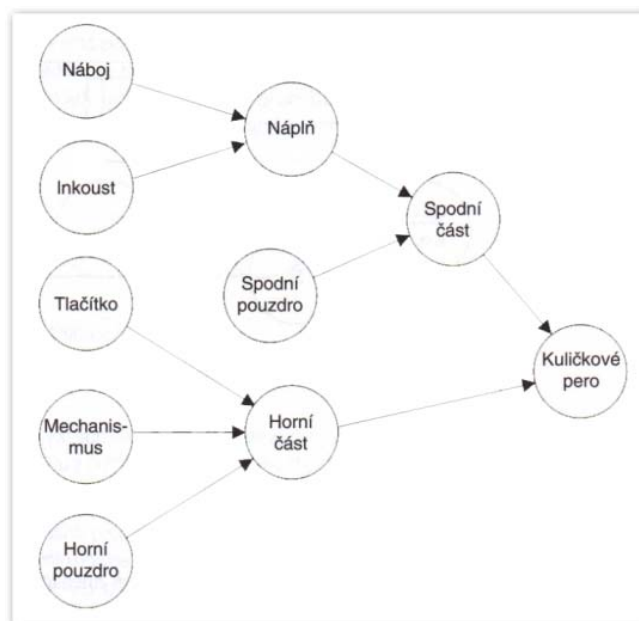 Náboj
Náplň
Inkoust
Spodní
část
Spodní
pouzdro
Tlačítko
Kuličkové
pero
Mechanis-
mus
Horní
část
Horní
pouzdro